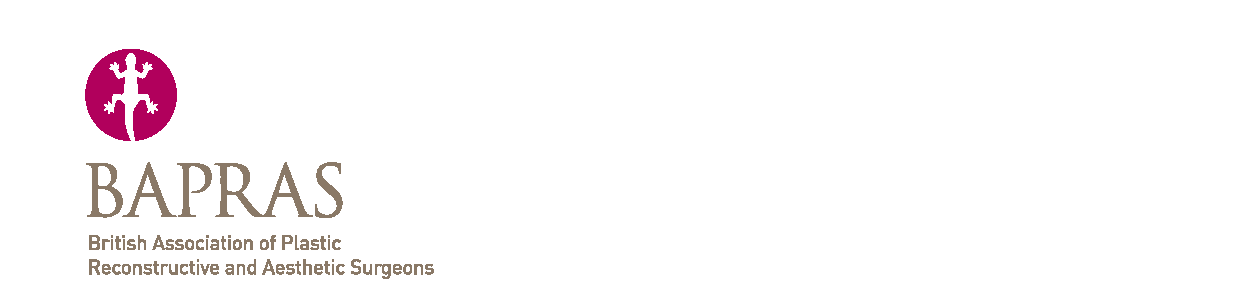 BAPRAS
British Association of Plastic
Reconstructive and Aesthetic Surgeons